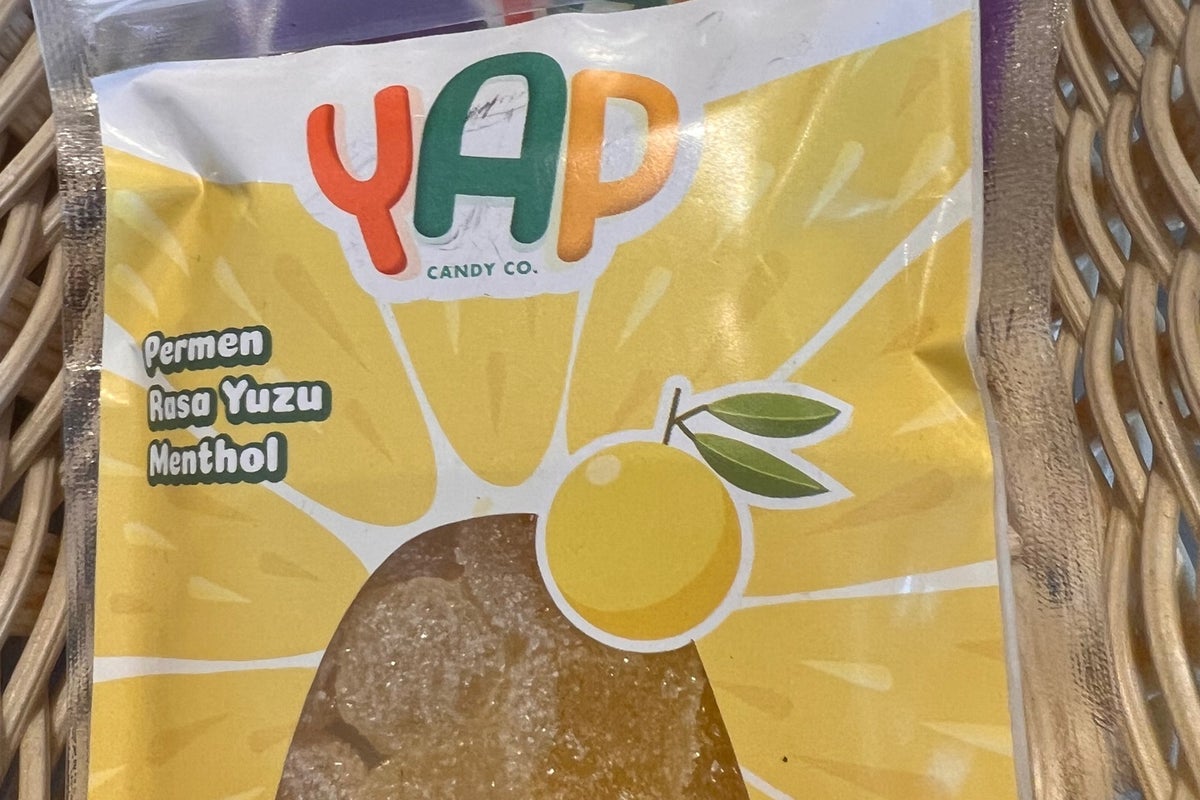 YAP
CANDY CO.
Permen
Rasa Yuzu
Menthol